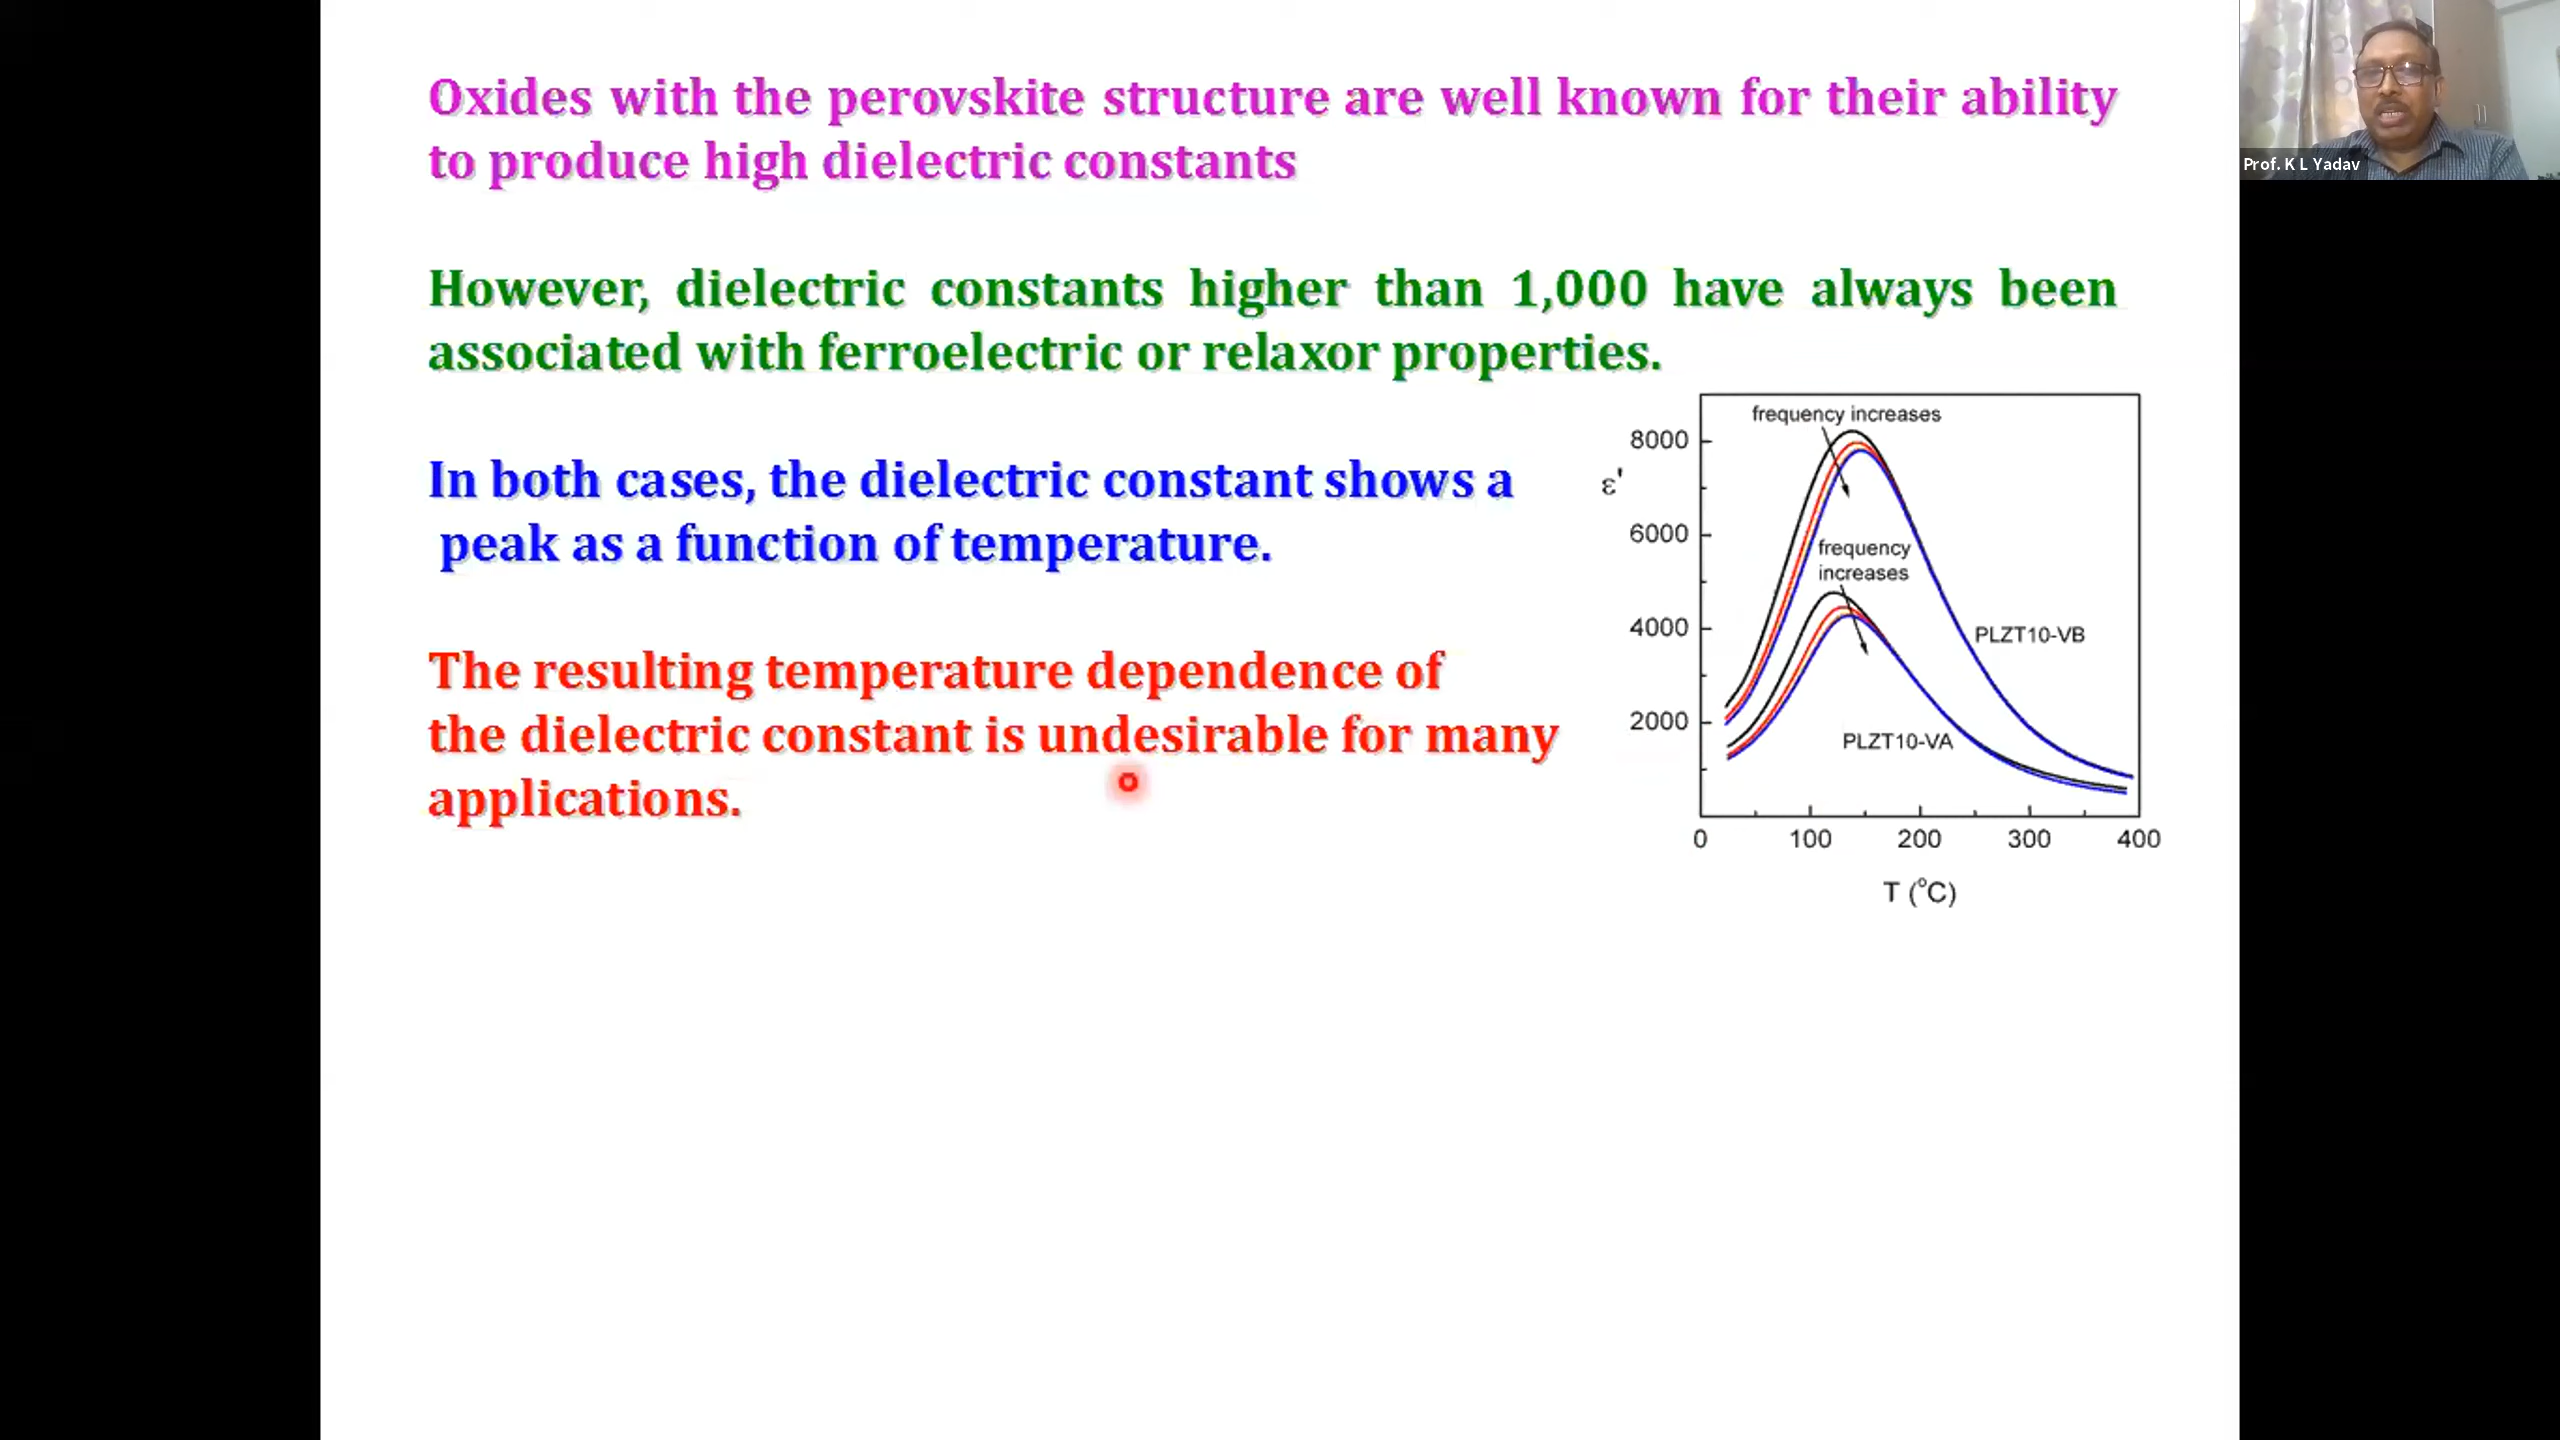 Oxides with the perovskite structure are well known for their ability
to produce high dielectric constants
However, dielectric constants higher than 1,000 have always been
associated with ferroelectric or relaxor properties.
In both cases, the dielectric constant shows a
peak as a function of temperature.
The resulting temperature dependence of
the dielectric constant is undesirable for many
applications.
frequency increases
8000
ε'
6000
frequency
increases
4000
PLZT10-VB
2000
PLZT10-VA
0 100 200 300 400
T (°C)
Prof. K L Yadav